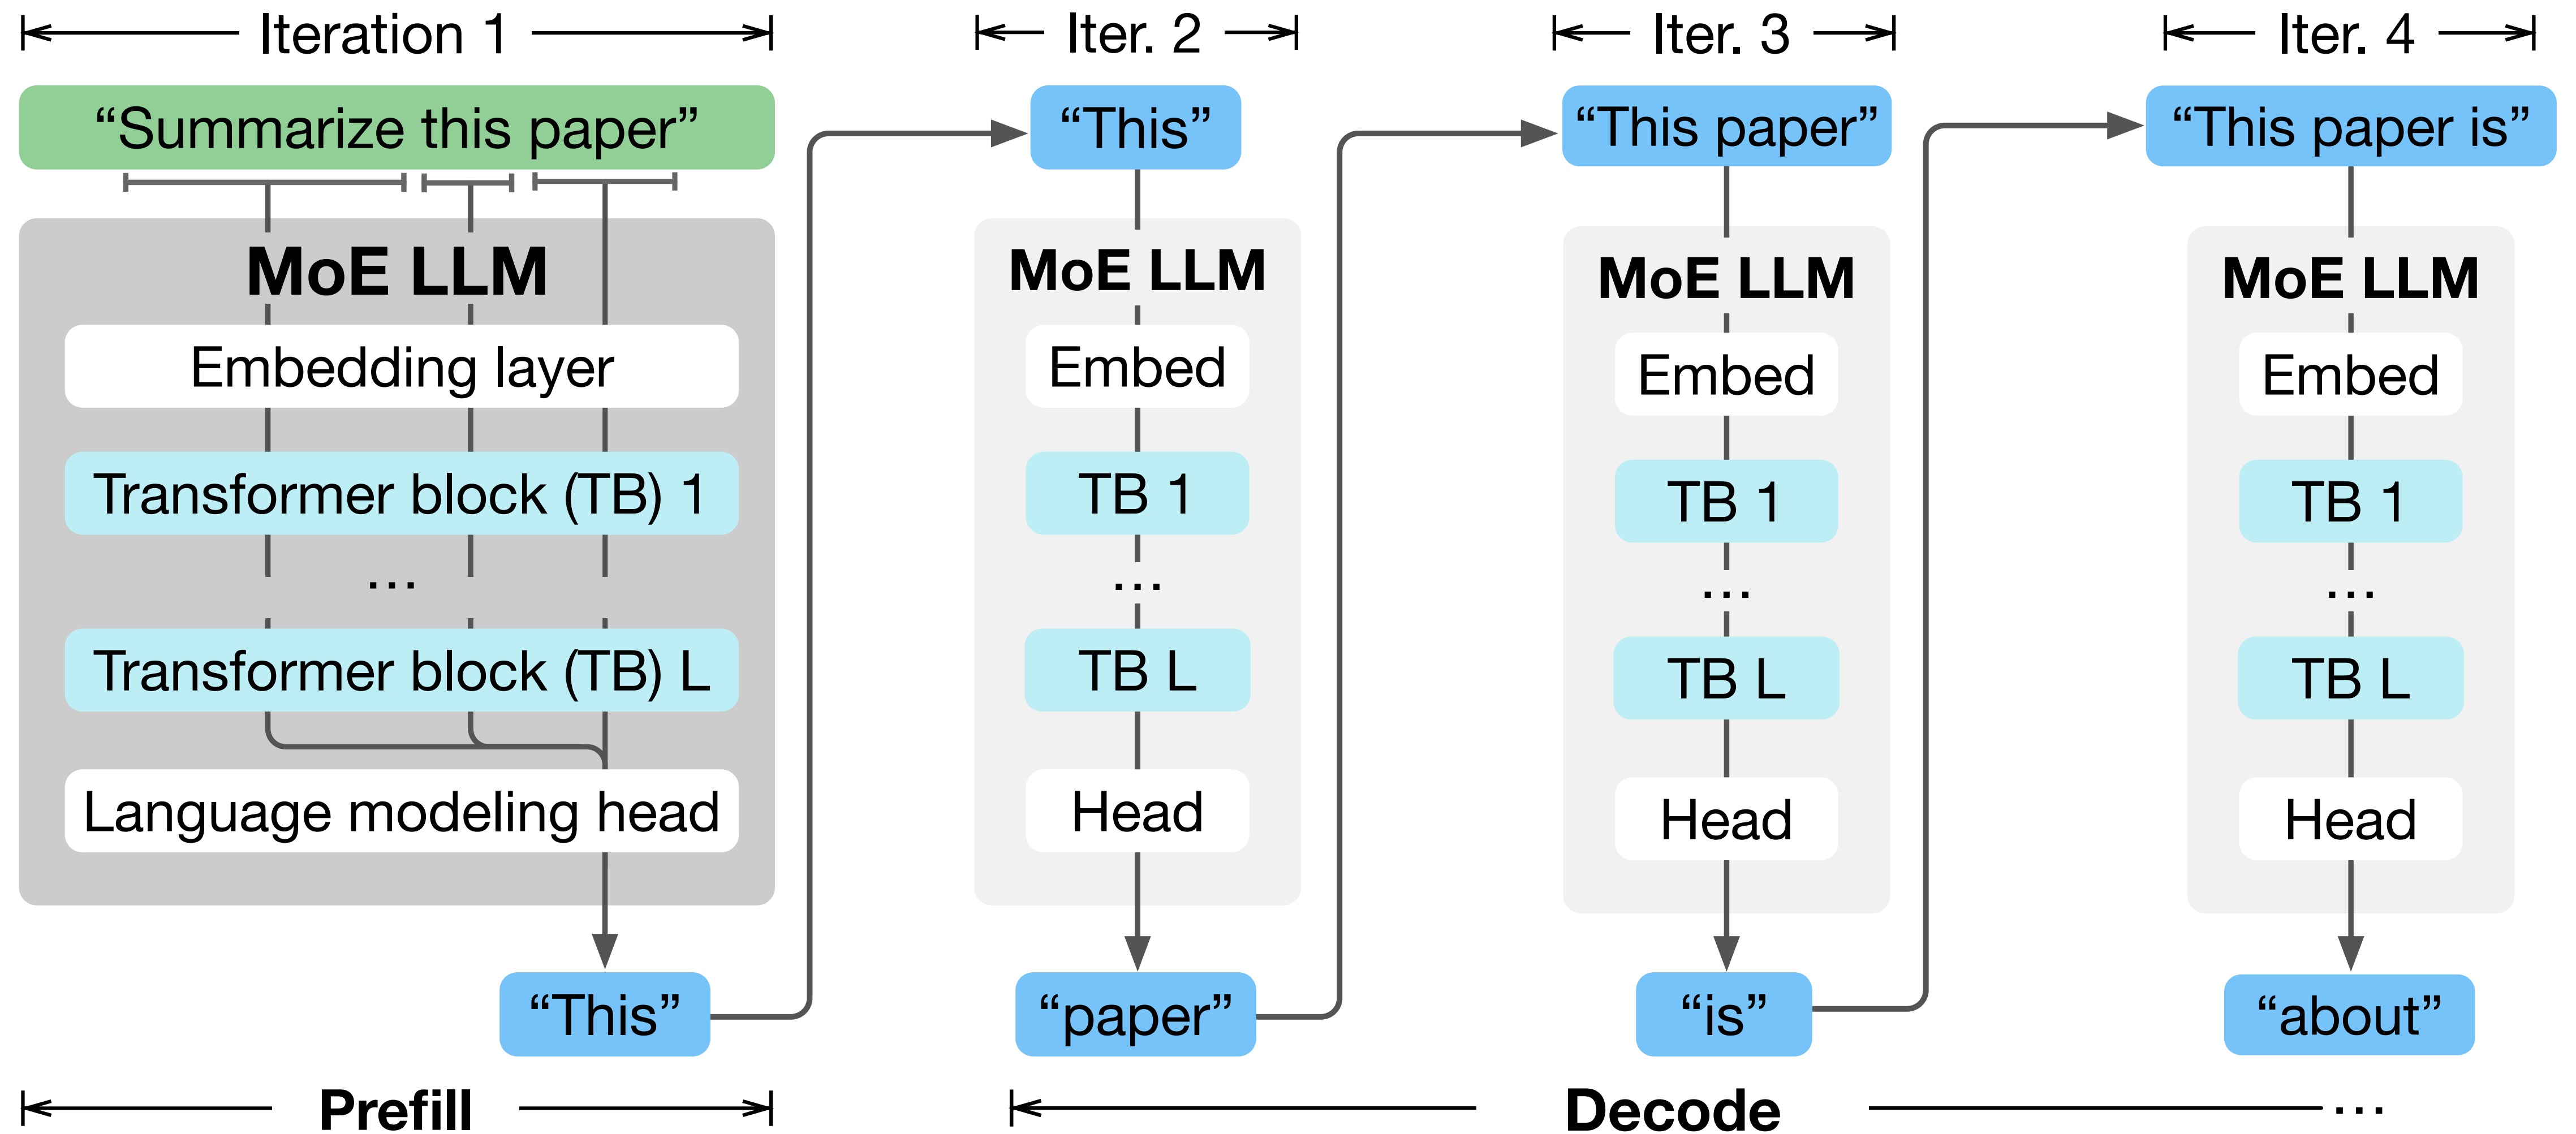 Iteration 1
Iter. 2
Iter. 3
Iter. 4
“Summarize this paper”
“This”
“This paper”
“This paper is”
MoE LLM
Embedding layer
Transformer block (TB) 1
...
Transformer block (TB) L
Language modeling head
“This”
MoE LLM
Embed
TB 1
...
TB L
Head
“paper”
MoE LLM
Embed
TB 1
...
TB L
Head
“is”
MoE LLM
Embed
TB 1
...
TB L
Head
“about”
Prefill
Decode
...